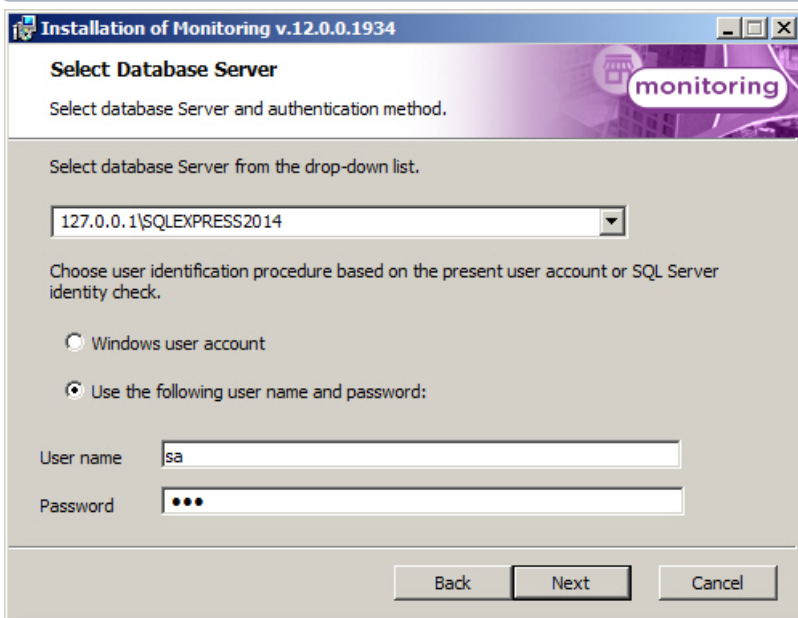 Installation of Monitoring v.12.0.0.1934
Select Database Server
Select database Server and authentication method.
monitoring
Select database Server from the drop-down list.
127.0.0.1\SQLEXPRESS2014
Choose user identification procedure based on the present user account or SQL Server
identity check.
Windows user account
Use the following user name and password:
User name sa
Password •••
Back Next Cancel